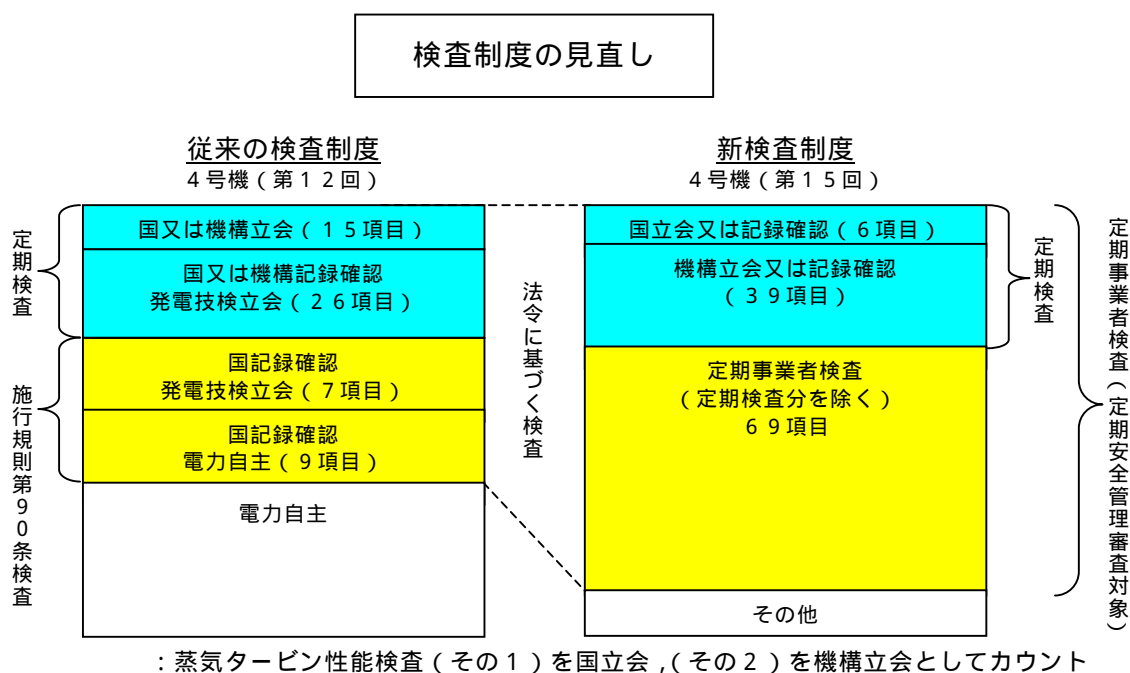 検査制度の見直し
従来の検査制度
4号機（第12回）
新検査制度
4号機（第15回）
定期検査
国又は機構立会（15項目）
国又は機構記録確認
発電技検立会（26項目）
施行規則第90条検査
国記録確認
発電技検立会（7項目）
国記録確認
電力自主（9項目）
電力自主
法令に基づく検査
国立会又は記録確認（6項目）
機構立会又は記録確認
（39項目）
定期事業者検査
（定期検査分を除く）
69項目
その他
定期検査
定期事業者検査（定期安全管理審査対象）
：蒸気タービン性能検査（その1）を国立会，（その2）を機構立会としてカウント